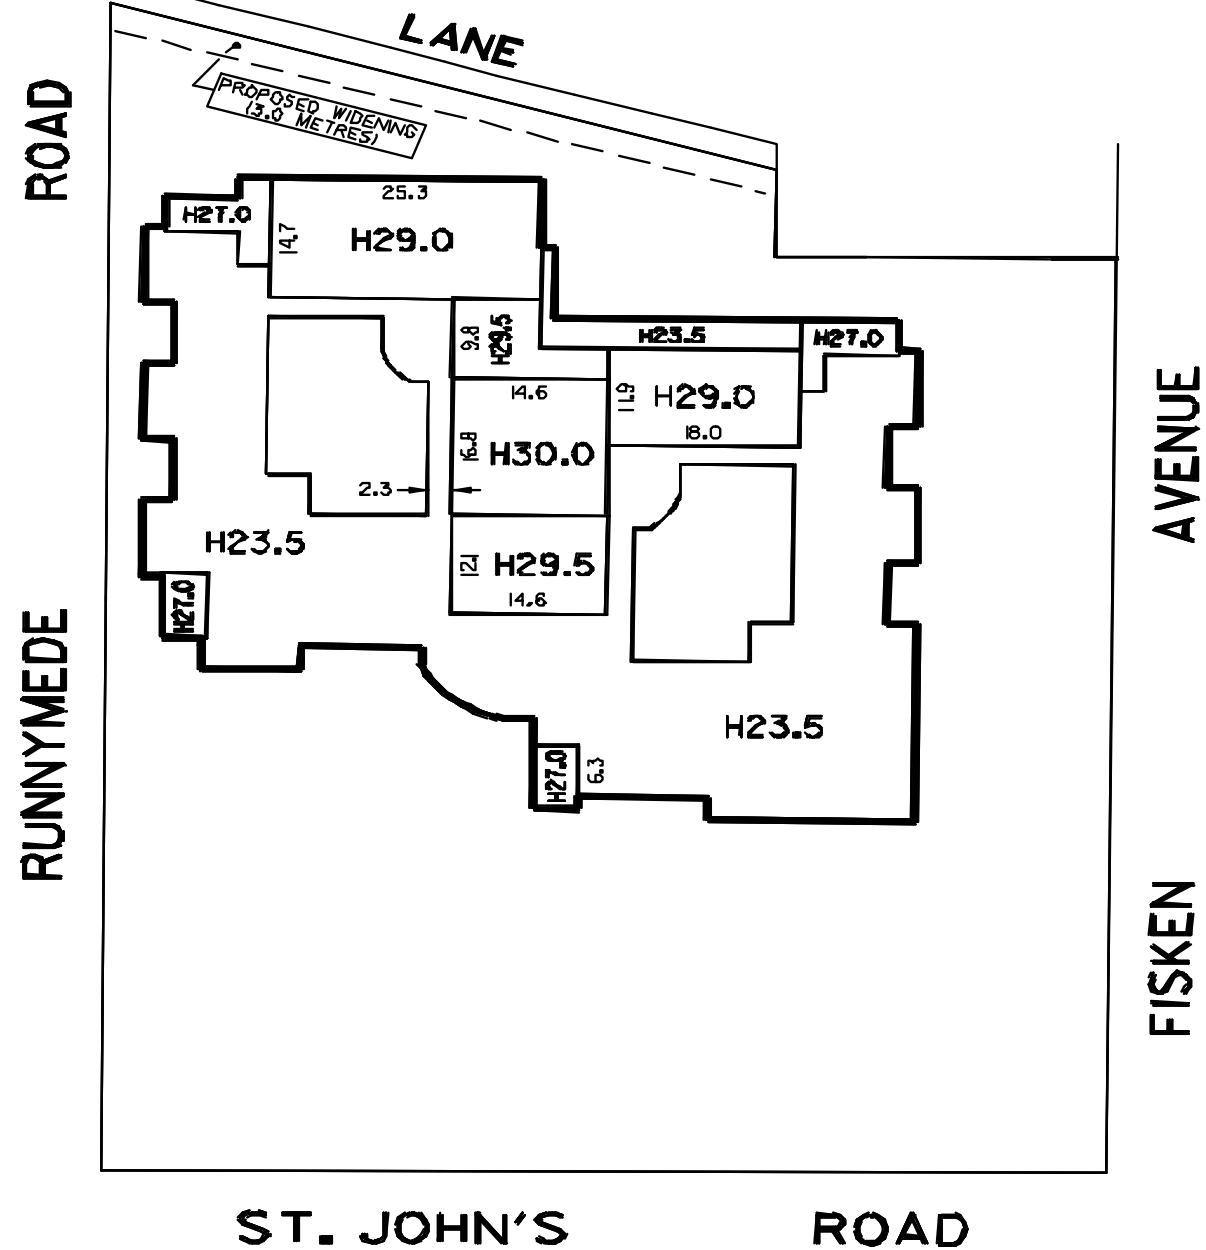 LANE
ROAD
PROPOSED WIDENING
(3.0 METRES)
25.3
H27.0
14.7
H29.0
9.8
H29.5
H23.5
H27.0
14.6
11.9
H29.0
18.0
16.8
H30.0
2.3
H23.5
12.1
H29.5
14.6
H27.0
AVENUE
RUNNYMEDE
H23.5
H27.0
6.3
FISKEN
ST. JOHN'S ROAD